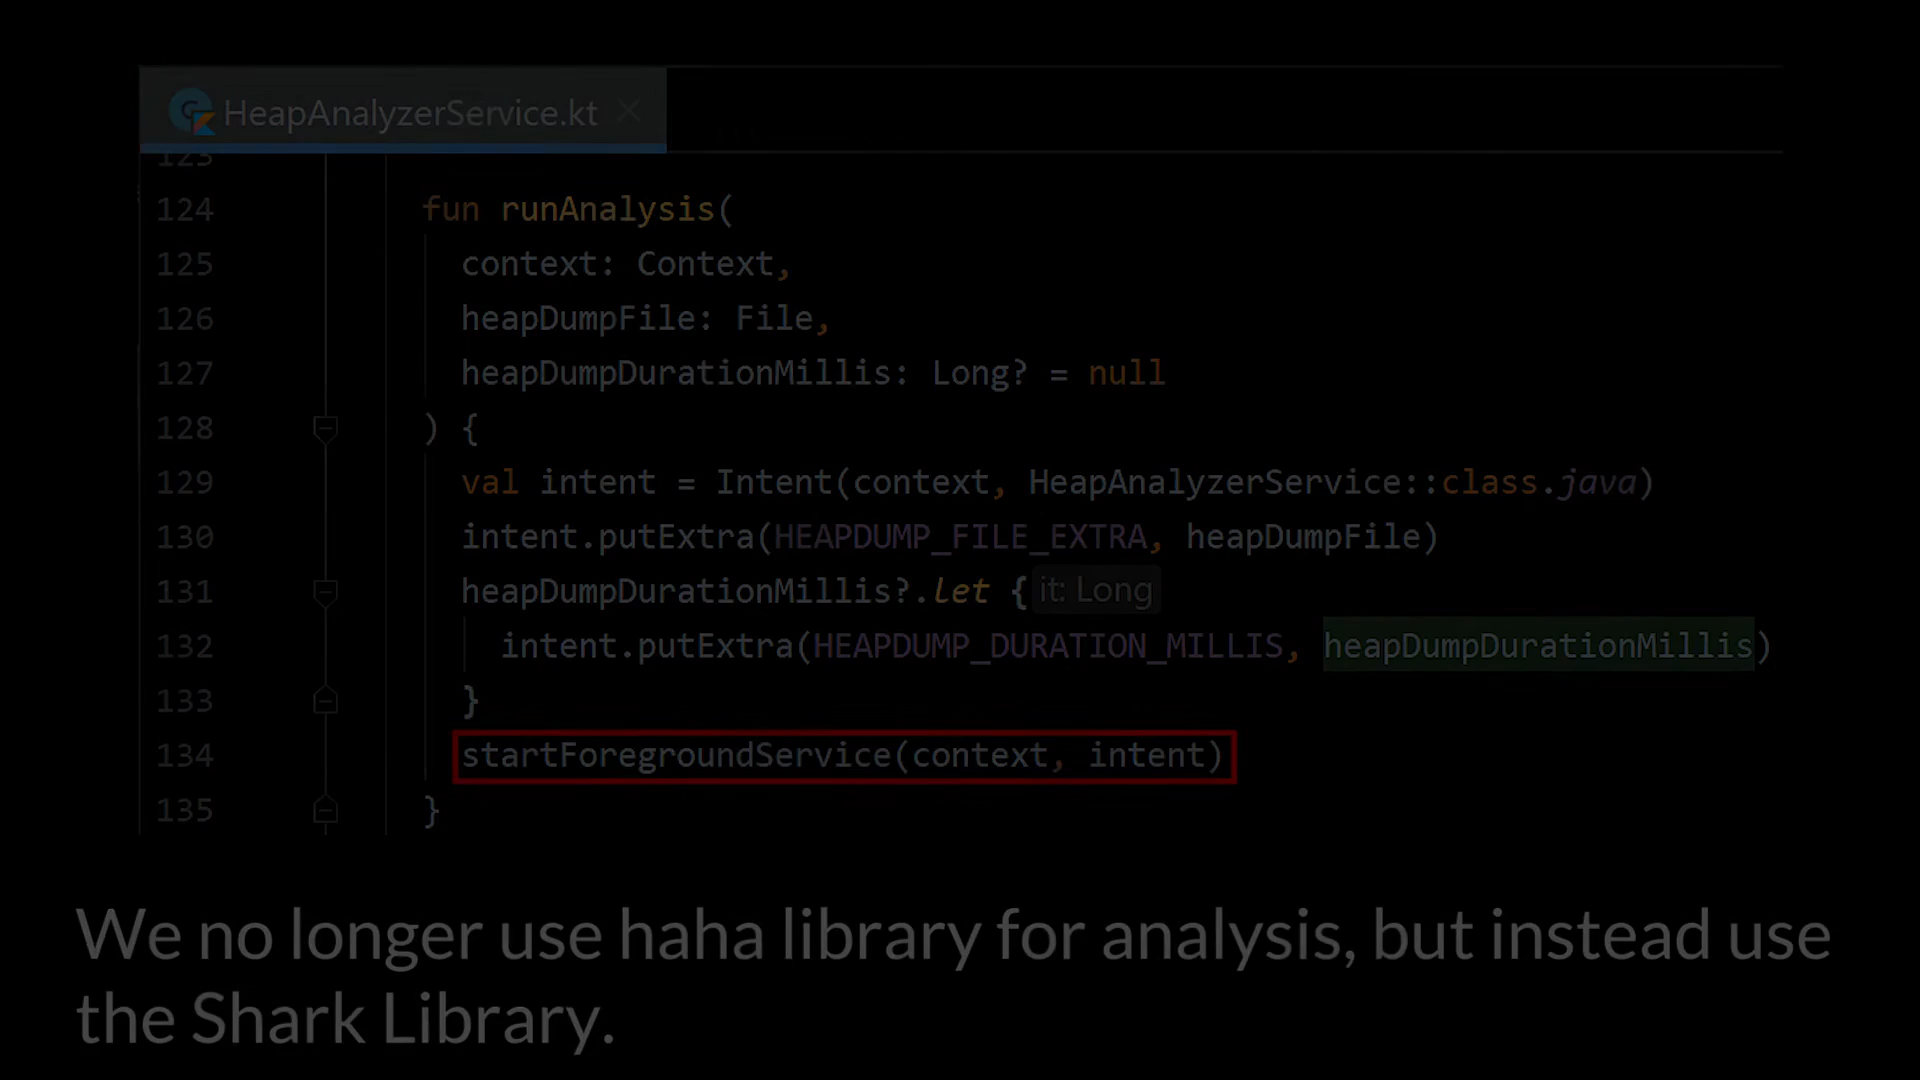 HeapAnalyzerService.kt
123
124 fun runAnalysis(
125 context: Context,
126 heapDumpFile: File,
127 heapDumpDurationMillis: Long? = null
128 ) {
129 val intent = Intent(context, HeapAnalyzerService::class.java)
130 intent.putExtra(HEAPDUMP_FILE_EXTRA, heapDumpFile)
131 heapDumpDurationMillis?.let { it: Long
132 intent.putExtra(HEAPDUMP_DURATION_MILLIS, heapDumpDurationMillis)
133 }
134 startForegroundService(context, intent)
135 }
We no longer use haha library for analysis, but instead use
the Shark Library.